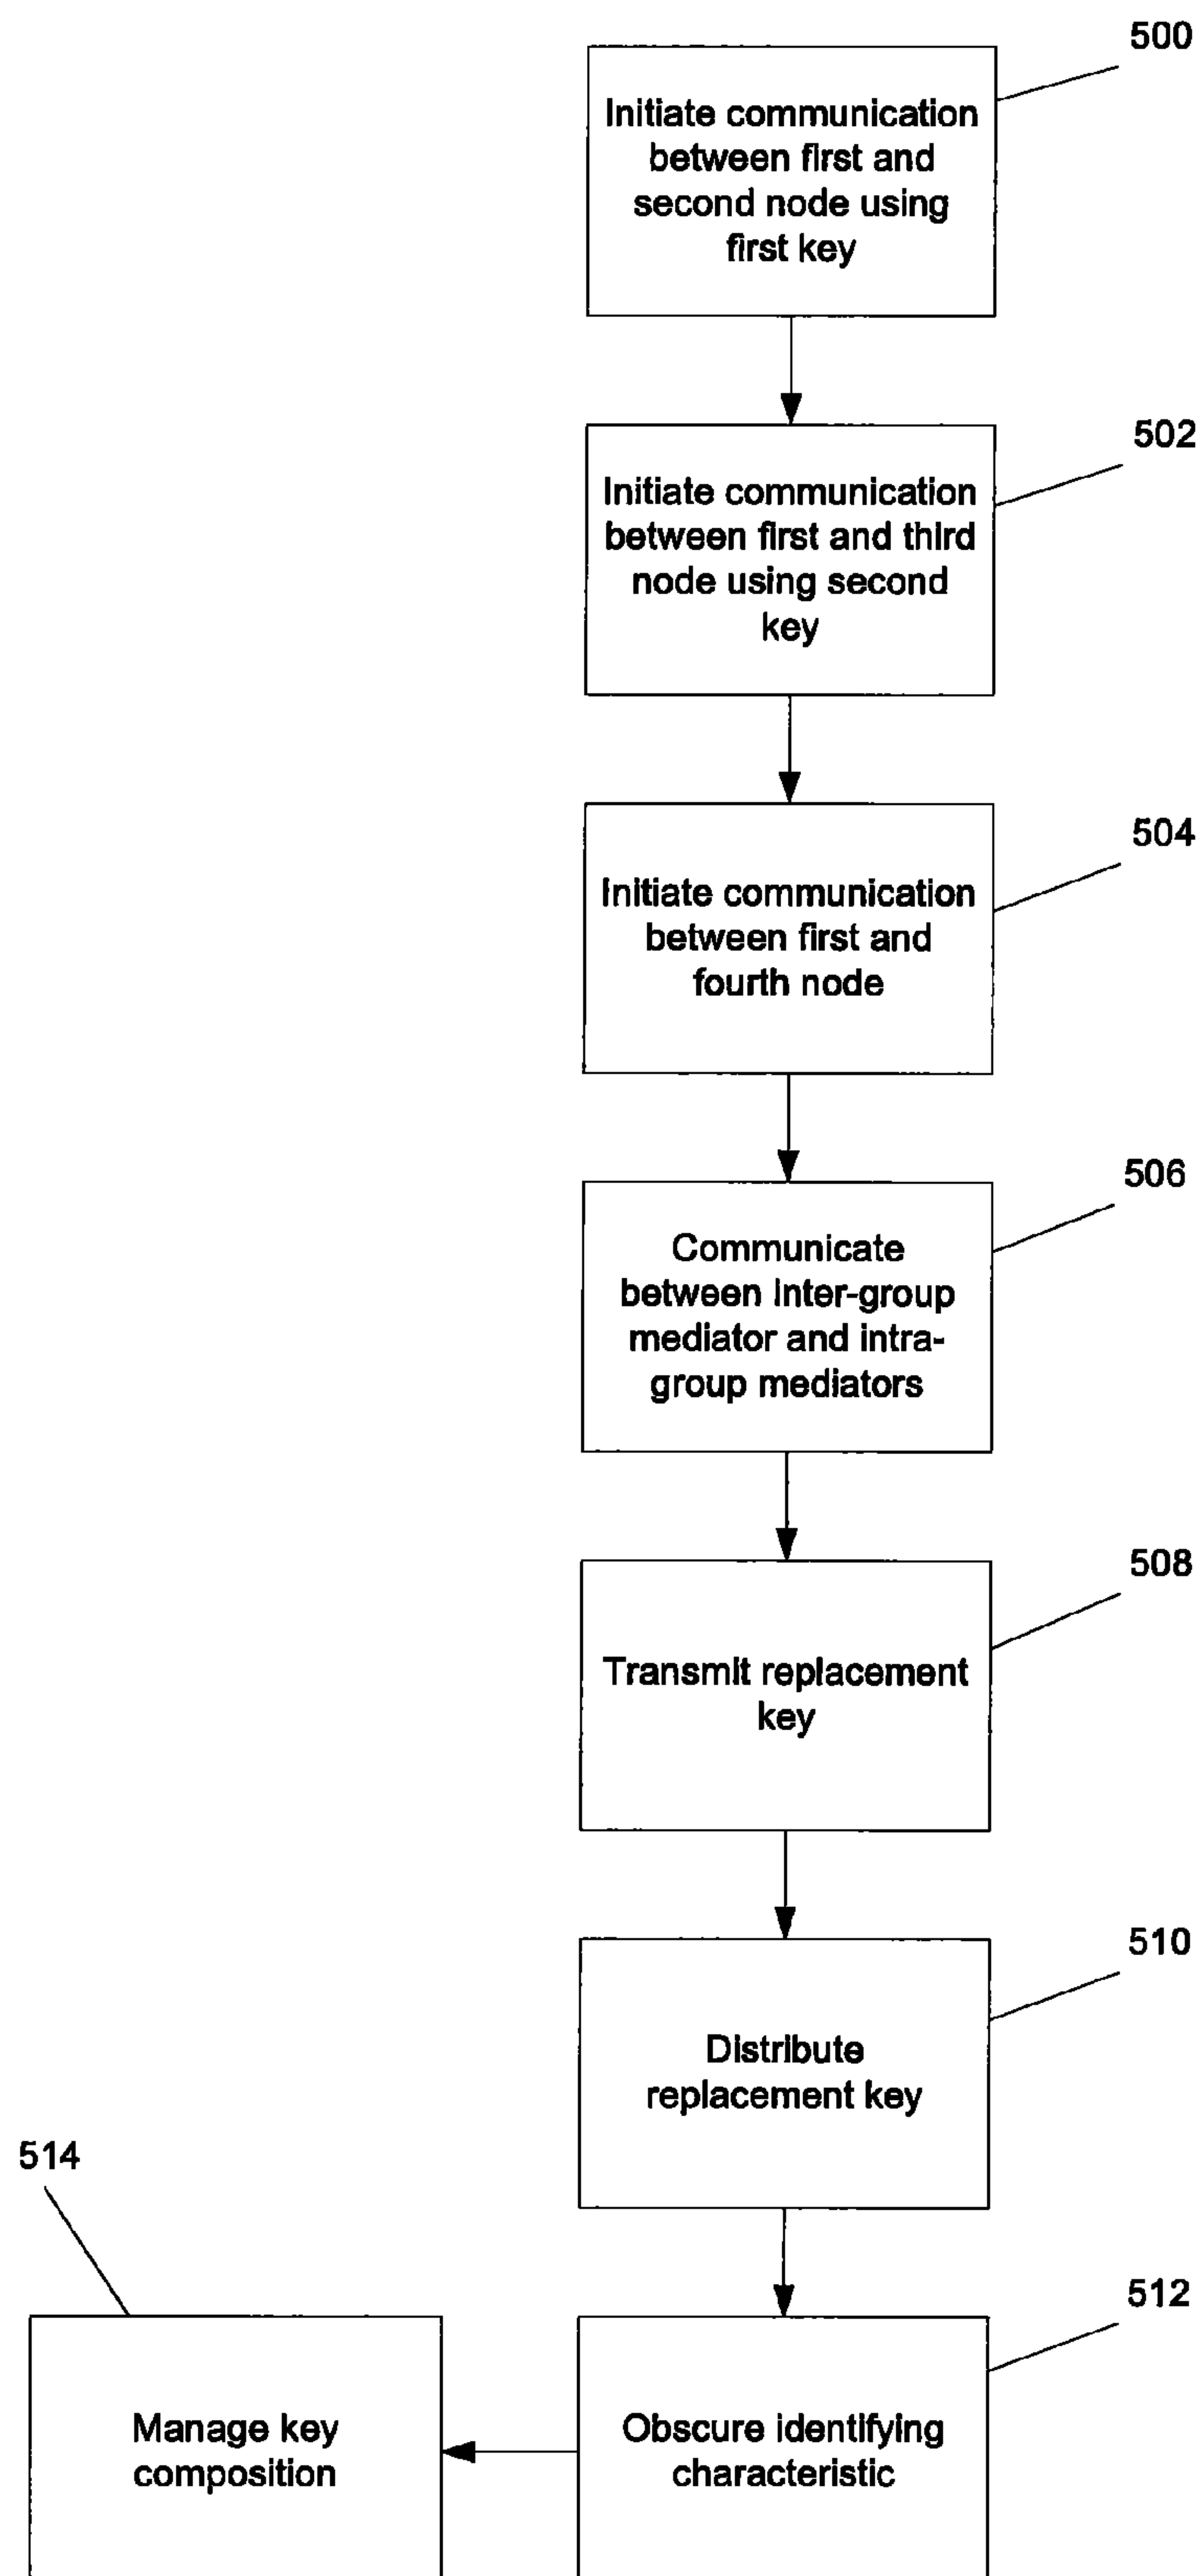 500
Initiate communication
between first and
second node using
first key
502
Initiate communication
between first and third
node using second
key
504
Initiate communication
between first and
fourth node
506
Communicate
between inter-group
mediator and intra-
group mediators
508
Transmit replacement
key
510
Distribute
replacement key
514
512
Manage key
composition
Obscure identifying
characteristic